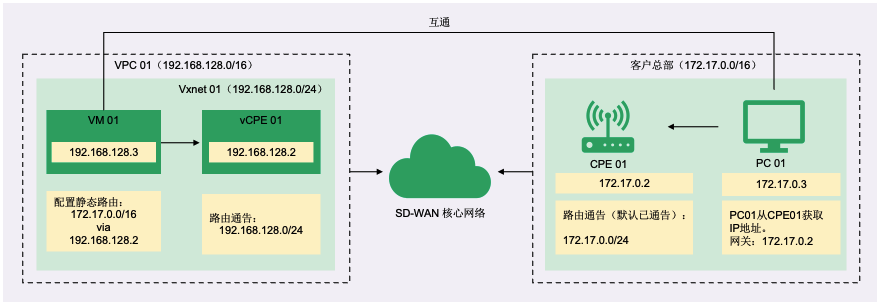 互通
VPC 01（192.168.128.0/16）
Vxnet 01（192.168.128.0/24）
VM 01
192.168.128.3
vCPE 01
192.168.128.2
配置静态路由：
172.17.0.0/16
via
192.168.128.2
路由通告：
192.168.128.0/24
SD-WAN 核心网络
客户总部（172.17.0.0/16）
CPE 01
172.17.0.2
PC 01
172.17.0.3
路由通告（默认已通告）：
172.17.0.0/24
PC01从CPE01获取
IP地址。
网关：172.17.0.2